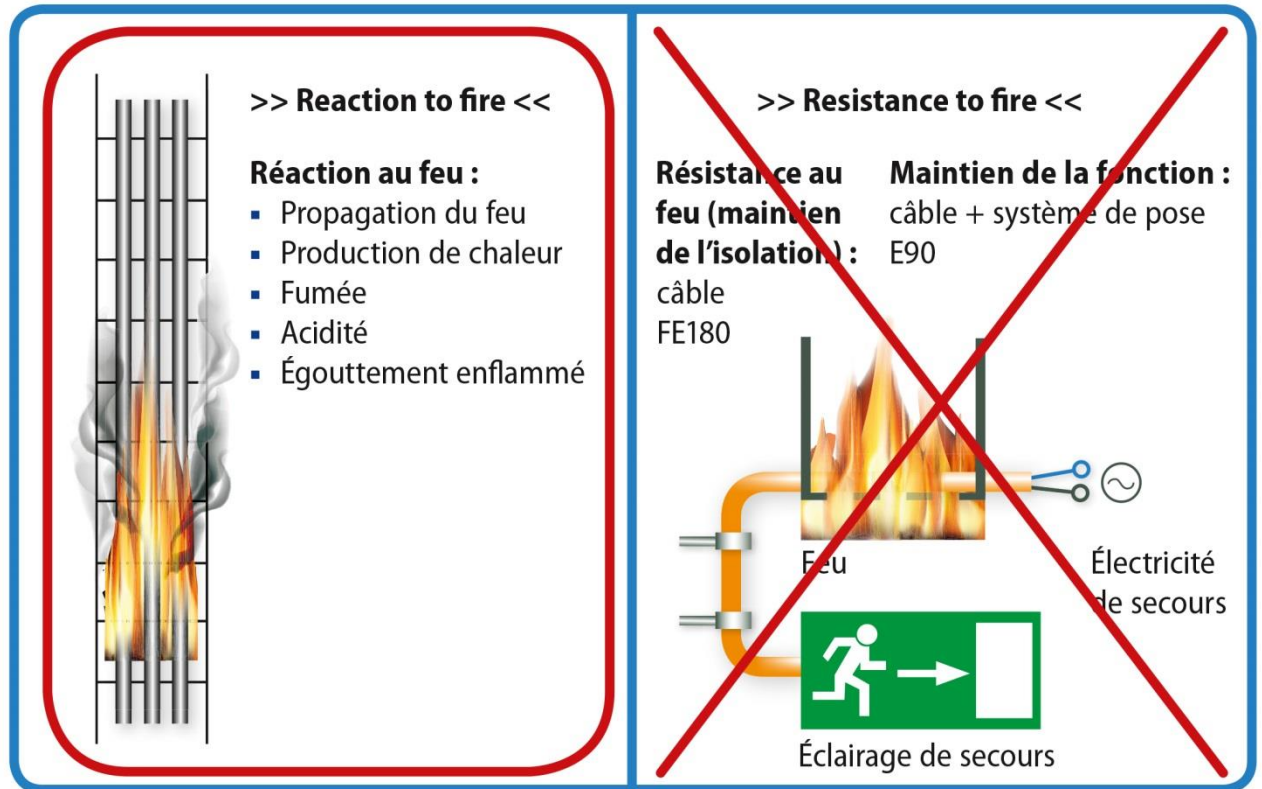 >> Reaction to fire <<
Réaction au feu :
▪ Propagation du feu
▪ Production de chaleur
▪ Fumée
▪ Acidité
▪ Égouttement enflammé
>> Resistance to fire <<
Résistance au
feu (maintien
de l’isolation) :
câble
FE180
Maintien de la fonction :
câble + système de pose
E90
Feu
Électricité
de secours
Éclairage de secours